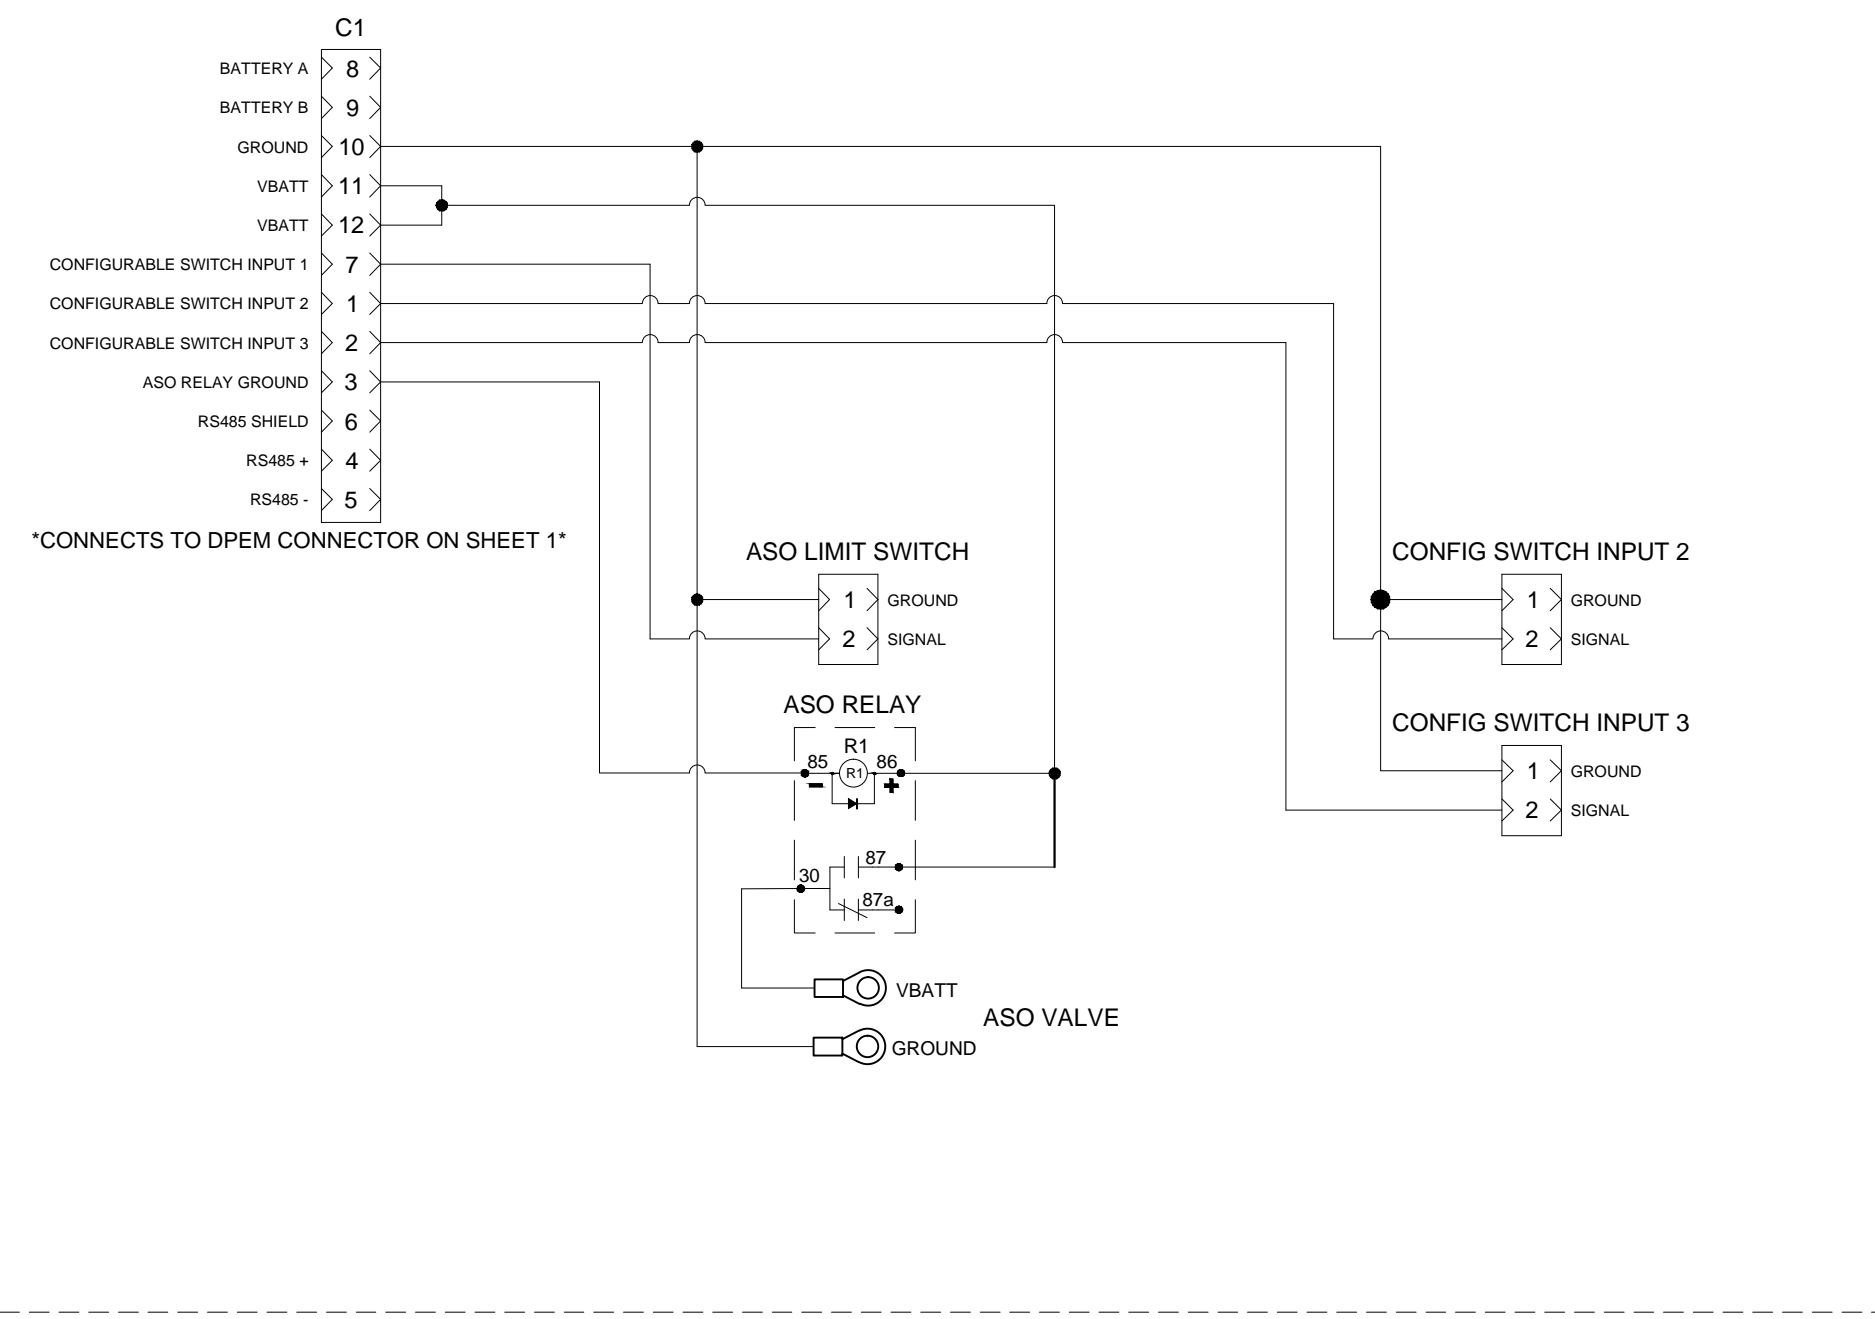 C1
BATTERY A 8
BATTERY B 9
GROUND 10
VBATT 11
VBATT 12
CONFIGURABLE SWITCH INPUT 1 7
CONFIGURABLE SWITCH INPUT 2 1
CONFIGURABLE SWITCH INPUT 3 2
ASO RELAY GROUND 3
RS485 SHIELD 6
RS485 + 4
RS485 - 5
*CONNECTS TO DPEM CONNECTOR ON SHEET 1*
ASO LIMIT SWITCH
1 GROUND
2 SIGNAL
CONFIG SWITCH INPUT 2
1 GROUND
2 SIGNAL
ASO RELAY
R1
85 R1 86
- +
87
30
87a
CONFIG SWITCH INPUT 3
1 GROUND
2 SIGNAL
VBATT
ASO VALVE
GROUND